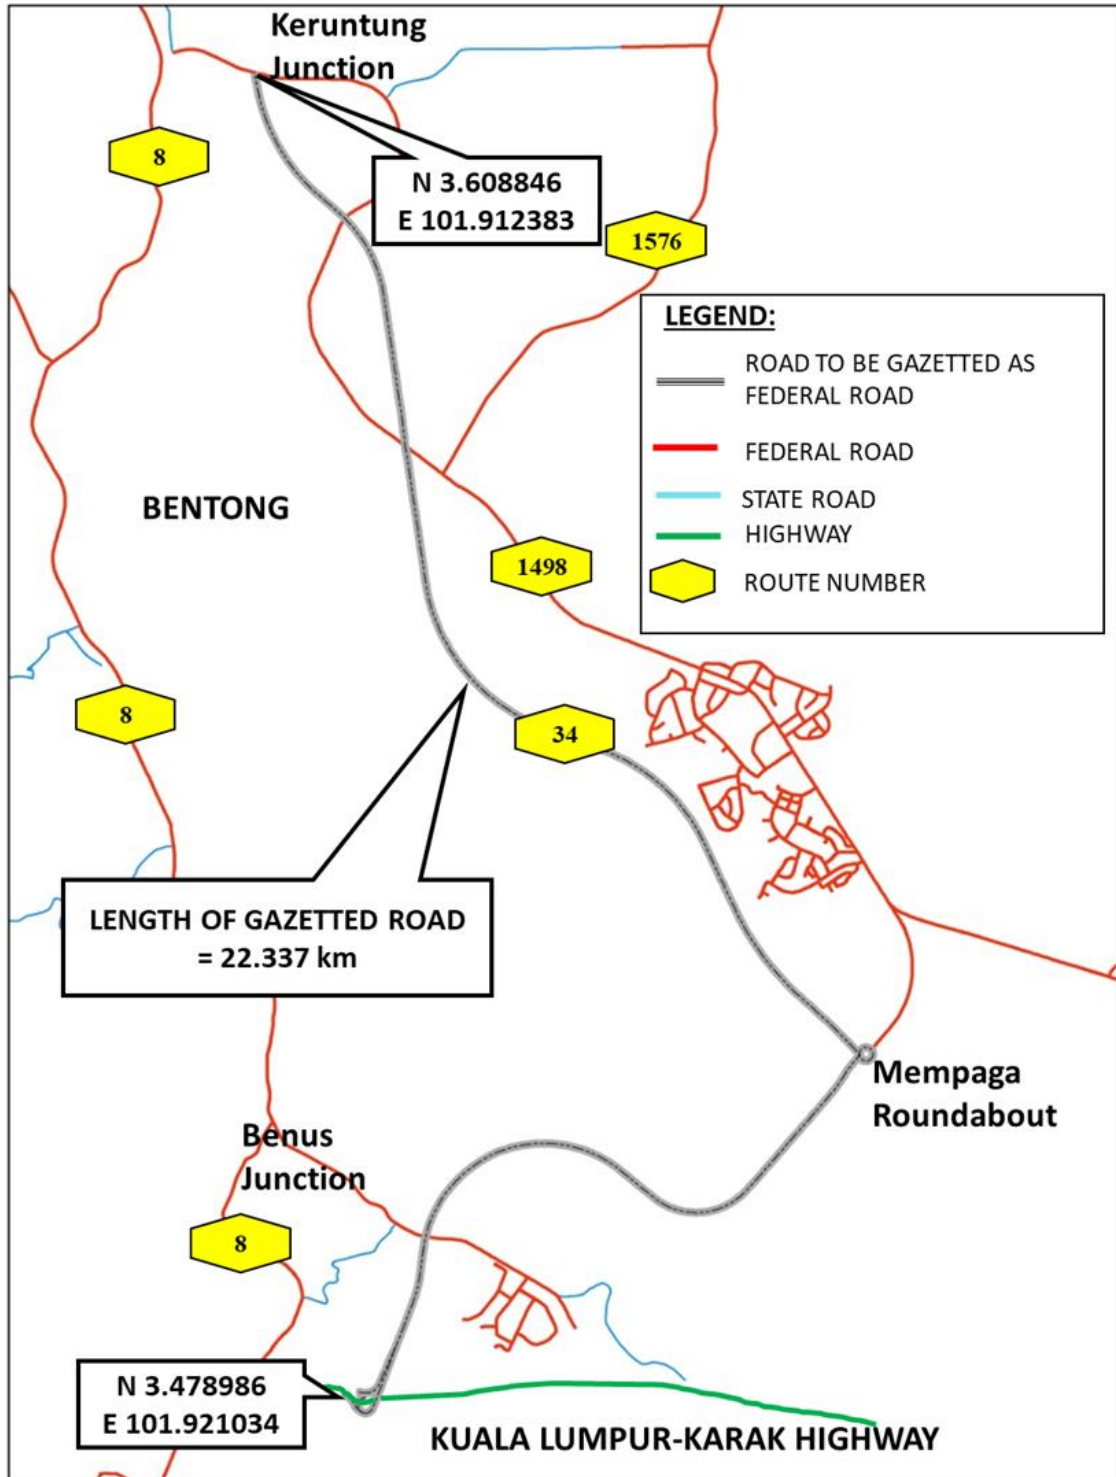 Keruntung
Junction
8
N 3.608846
E 101.912383
1576
LEGEND:
ROAD TO BE GAZETTED AS
FEDERAL ROAD
FEDERAL ROAD
STATE ROAD
HIGHWAY
ROUTE NUMBER
BENTONG
1498
8
34
LENGTH OF GAZETTED ROAD
= 22.337 km
Mempaga
Roundabout
Benus
Junction
8
N 3.478986
E 101.921034
KUALA LUMPUR-KARAK HIGHWAY